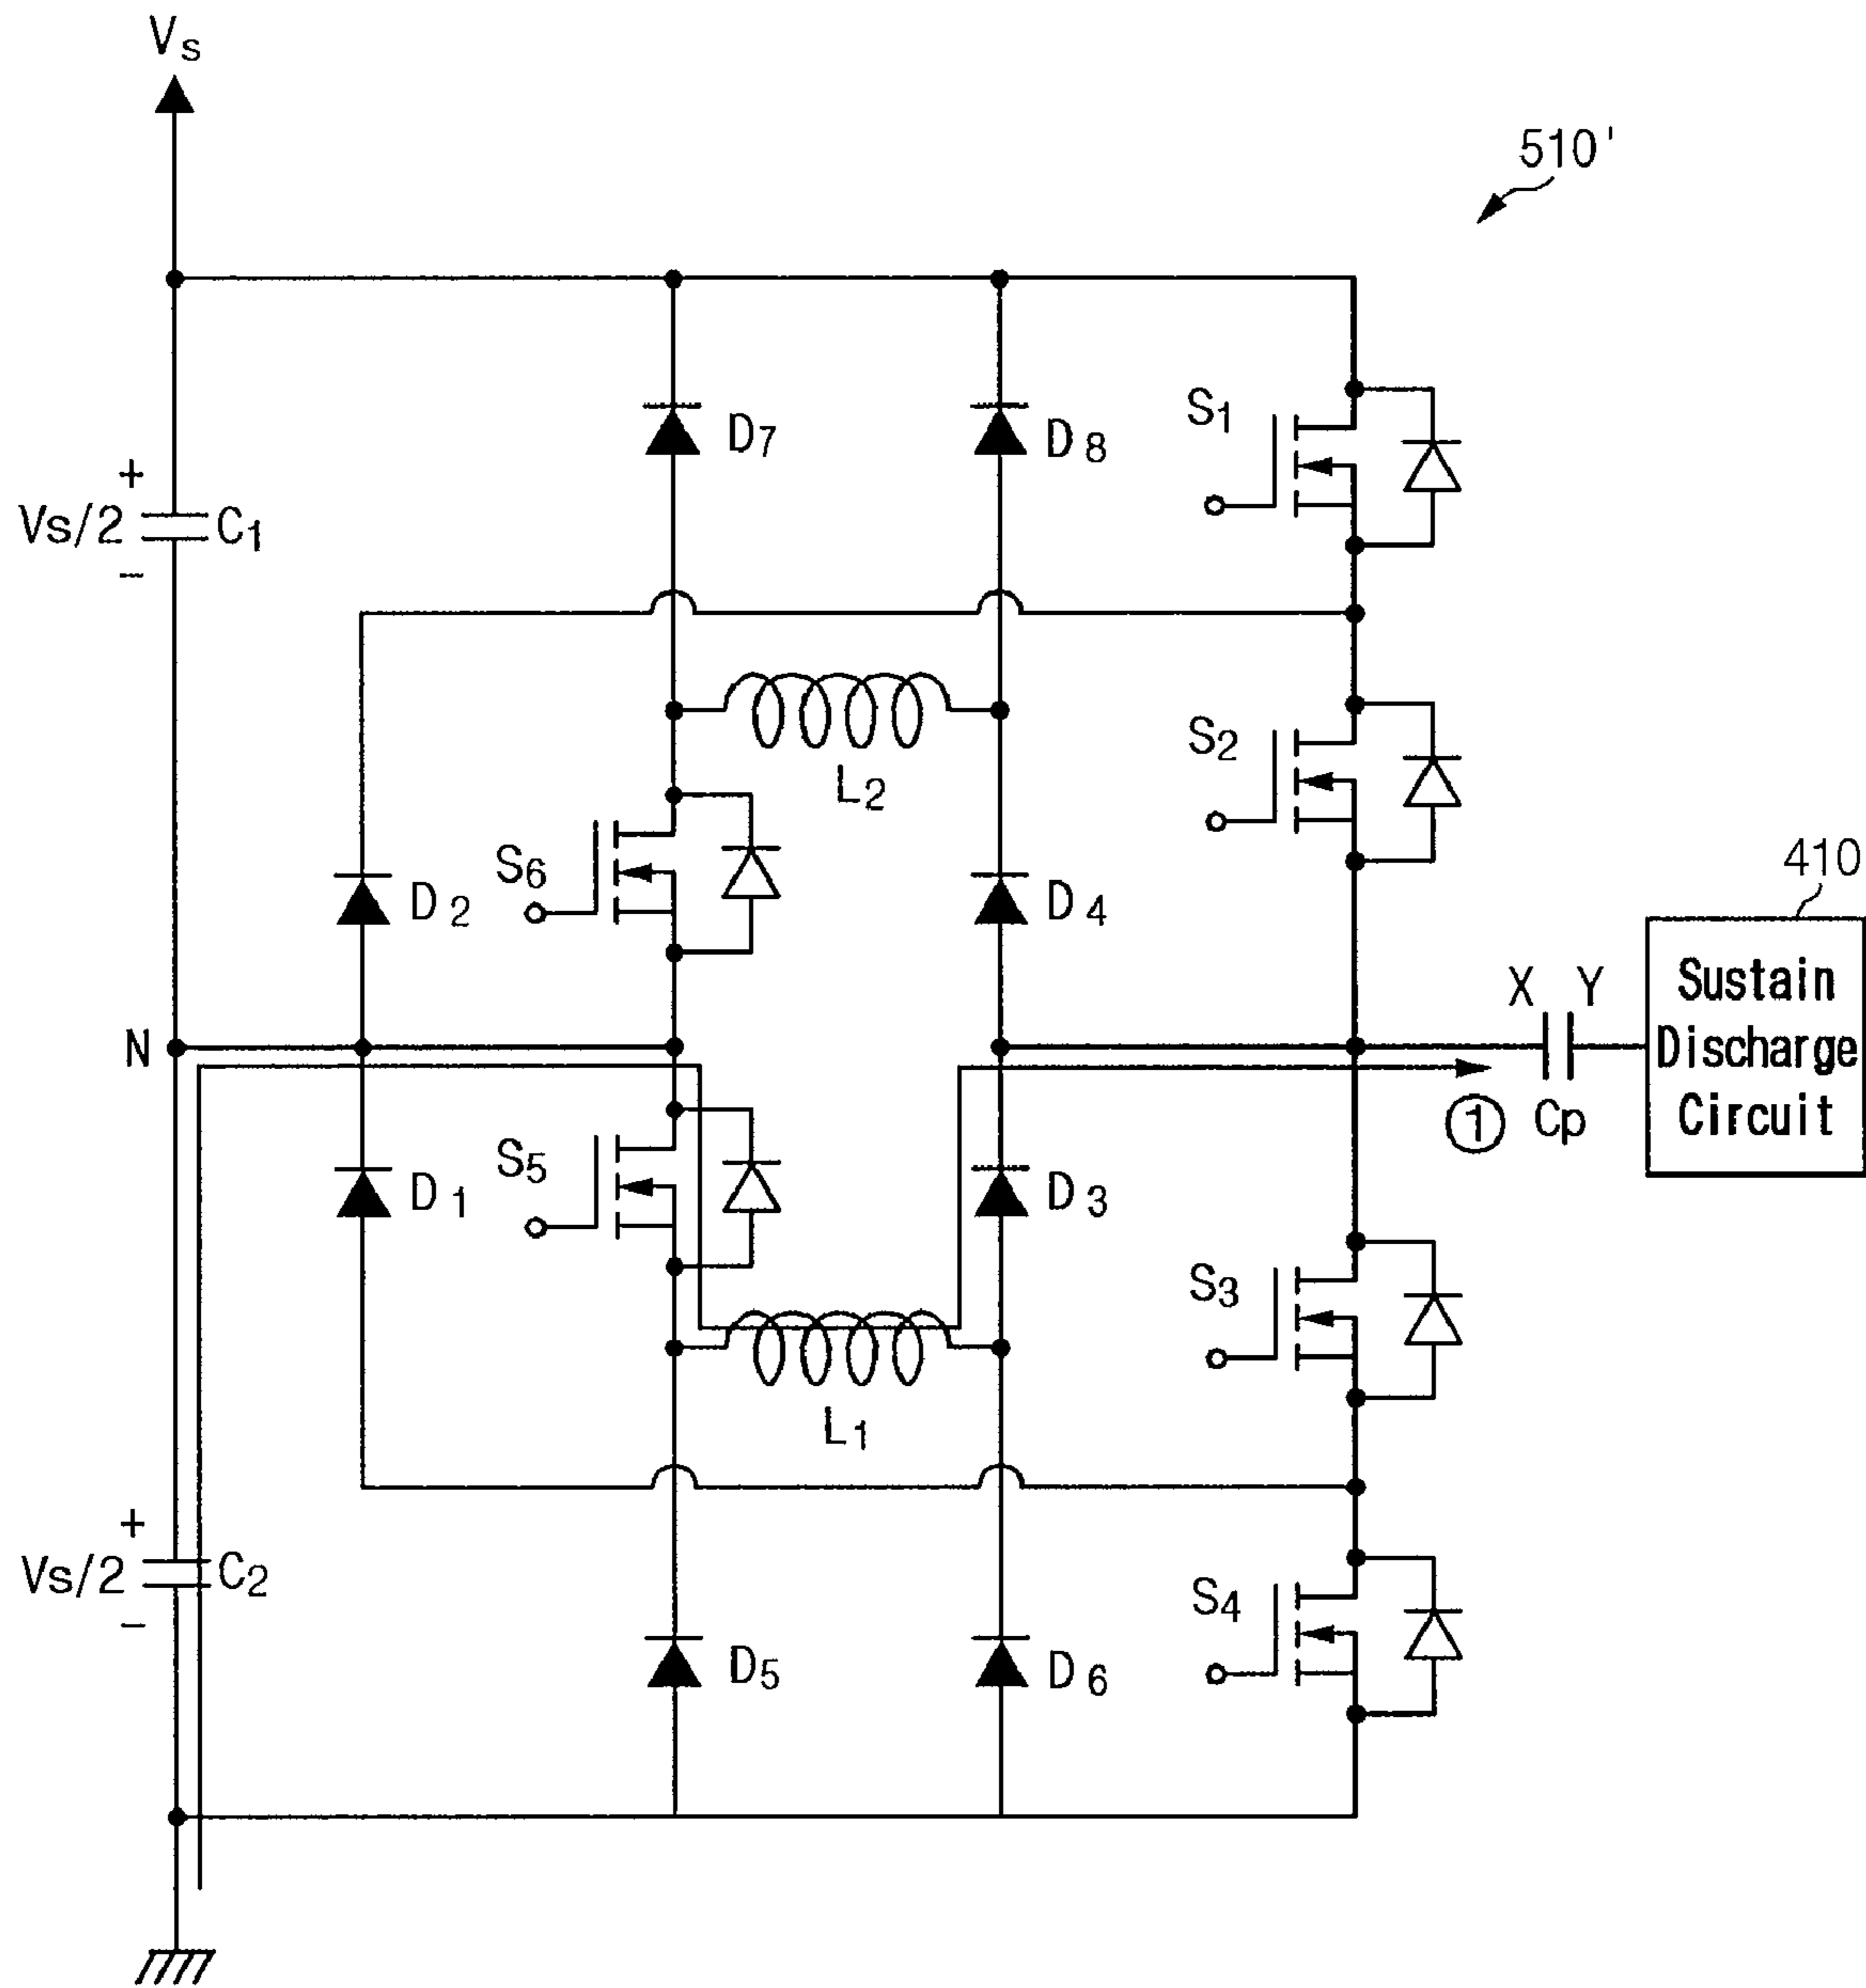 Vs
510'
D7
D8
S1
+
Vs/2
C1
-
S2
L2
S6
D2
D4
410
X
Y
Sustain
Discharge
Circuit
N
1
Cp
S5
D1
D3
S3
L1
+
Vs/2
C2
-
S4
D5
D6